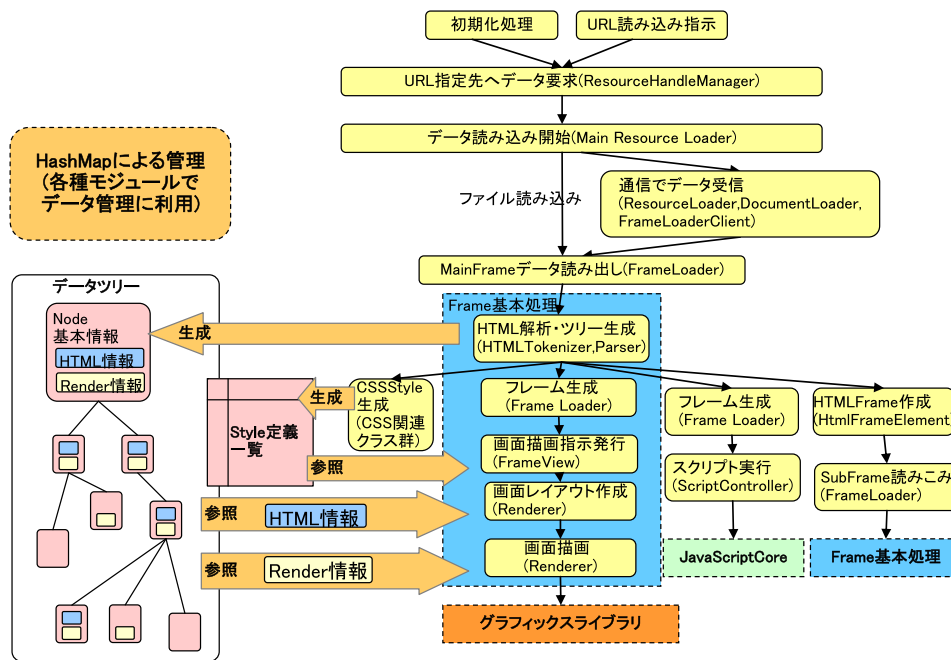 初期化処理
URL読み込み指示
URL指定先へデータ要求(ResourceHandleManager)
データ読み込み開始(Main Resource Loader)
HashMapによる管理
(各種モジュールで
データ管理に利用)
ファイル読み込み
通信でデータ受信
(ResourceLoader,DocumentLoader,
FrameLoaderClient)
MainFrameデータ読み出し(FrameLoader)
データツリー
Node
基本情報
HTML情報
Render情報
生成
Frame基本処理
HTML解析・ツリー生成
(HTMLTokenizer,Parser)
Style定義
一覧
生成
CSSStyle
生成
(CSS関連
クラス群)
フレーム生成
(Frame Loader)
フレーム生成
(Frame Loader)
HTMLFrame作成
(HtmlFrameElement)
参照
画面描画指示発行
(FrameView)
スクリプト実行
(ScriptController)
SubFrame読みこみ
(FrameLoader)
参照
HTML情報
画面レイアウト作成
(Renderer)
参照
Render情報
画面描画
(Renderer)
JavaScriptCore
Frame基本処理
グラフィックスライブラリ